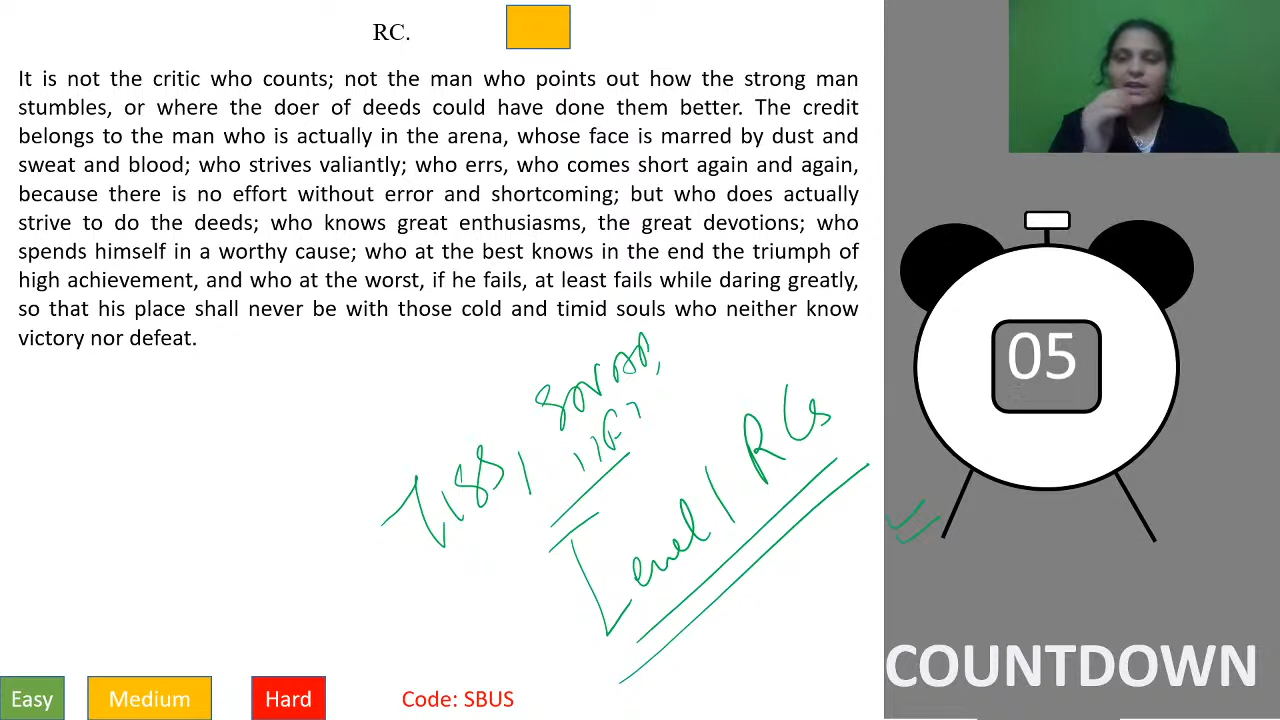 RC.
It is not the critic who counts; not the man who points out how the strong man
stumbles, or where the doer of deeds could have done them better. The credit
belongs to the man who is actually in the arena, whose face is marred by dust and
sweat and blood; who strives valiantly; who errs, who comes short again and again,
because there is no effort without error and shortcoming; but who does actually
strive to do the deeds; who knows great enthusiasms, the great devotions; who
spends himself in a worthy cause; who at the best knows in the end the triumph of
high achievement, and who at the worst, if he fails, at least fails while daring greatly,
so that his place shall never be with those cold and timid souls who neither know
victory nor defeat.
TISS,
Level 1 RCs
05
COUNTDOWN
Easy
Medium
Hard
Code: SBUS